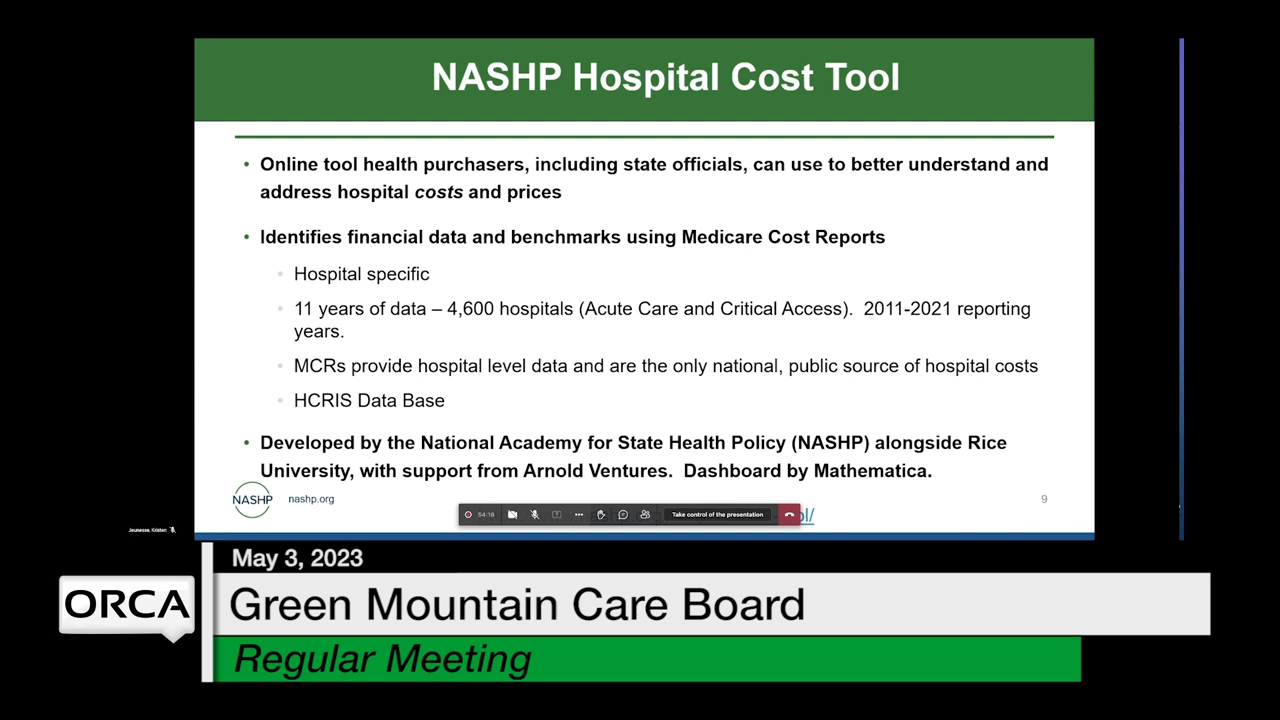 NASHP Hospital Cost Tool
• Online tool health purchasers, including state officials, can use to better understand and
address hospital costs and prices
• Identifies financial data and benchmarks using Medicare Cost Reports
• Hospital specific
• 11 years of data – 4,600 hospitals (Acute Care and Critical Access). 2011-2021 reporting
years.
• MCRs provide hospital level data and are the only national, public source of hospital costs
• HCRIS Data Base
• Developed by the National Academy for State Health Policy (NASHP) alongside Rice
University, with support from Arnold Ventures. Dashboard by Mathematica.
NASHP nashp.org
9
54:18 Take control of the presentation
ol/
Jeunesse, Kristen
May 3, 2023
ORCA
Green Mountain Care Board
Regular Meeting